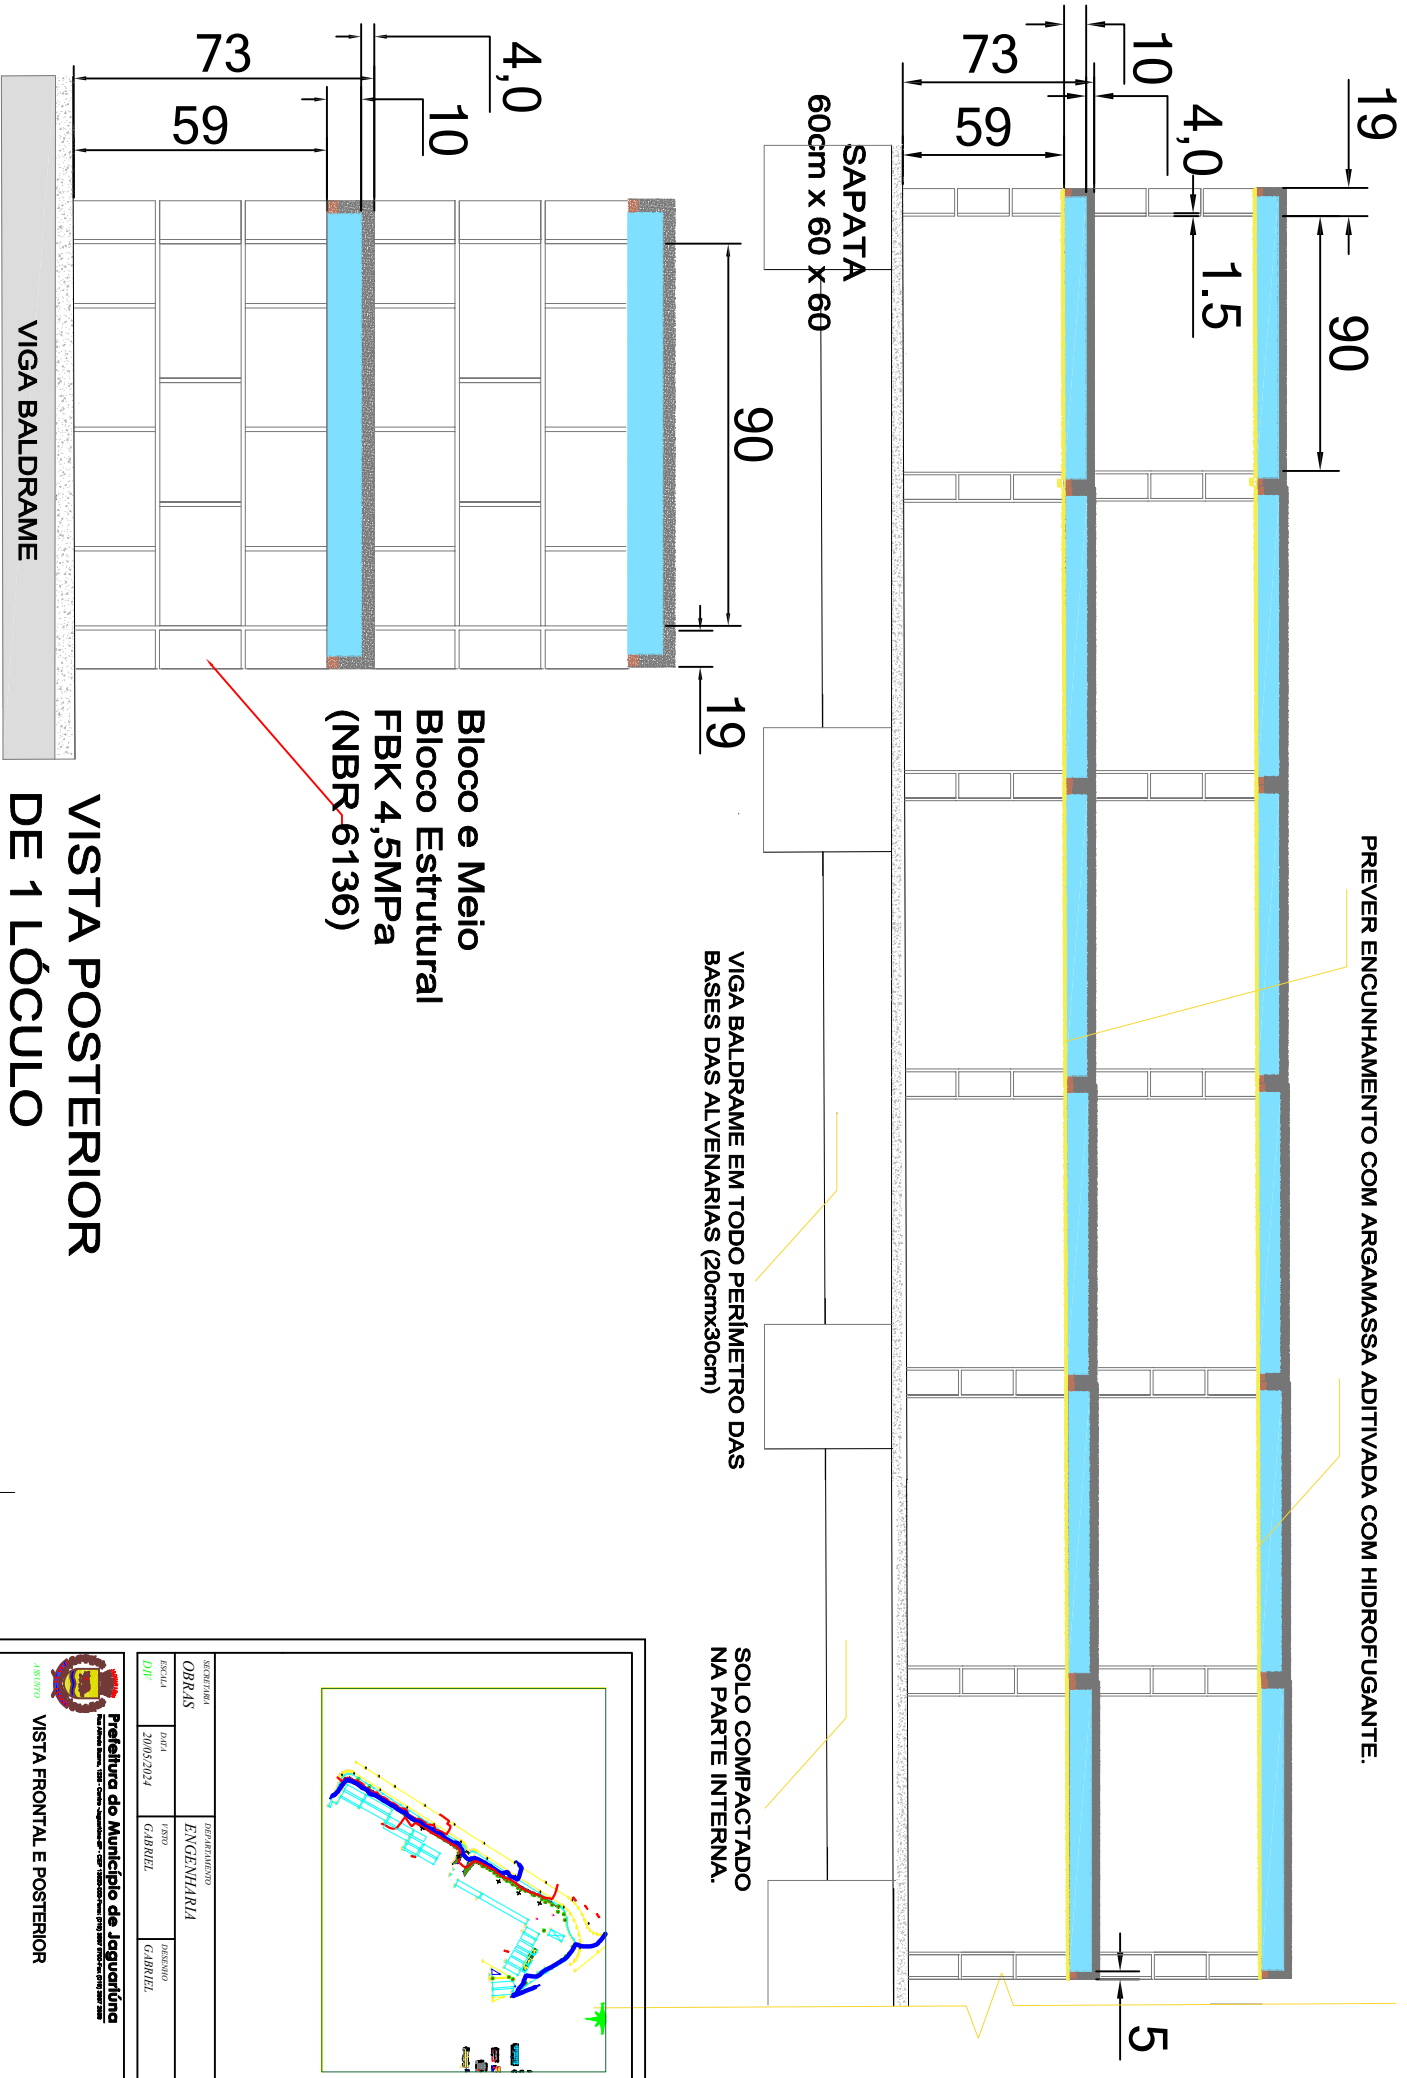 PREVER ENCUNHAMENTO COM ARGAMASSA ADITIVADA COM HIDROFUGANTE.
19
90
10
4,0
1.5
73
59
5
SAPATA
60cm x 60 x 60
VIGA BALDRAME EM TODO PERÍMETRO DAS
BASES DAS ALVENARIAS (20cmx30cm)
SOLO COMPACTADO
NA PARTE INTERNA.
4,0
10
73
59
90
19
Bloco e Meio
Bloco Estrutural
FBK 4,5MPa
(NBR 6136)
VIGA BALDRAME
VISTA POSTERIOR
DE 1 LÓCULO
SECRETARIA
OBRAS
DEPARTAMENTO
ENGENHARIA
ESCALA
DIV
DATA
20/05/2024
VISTO
GABRIEL
DESENHO
GABRIEL
Prefeitura do Município de Jaguariúna
ASSUNTO
VISTA FRONTAL E POSTERIOR